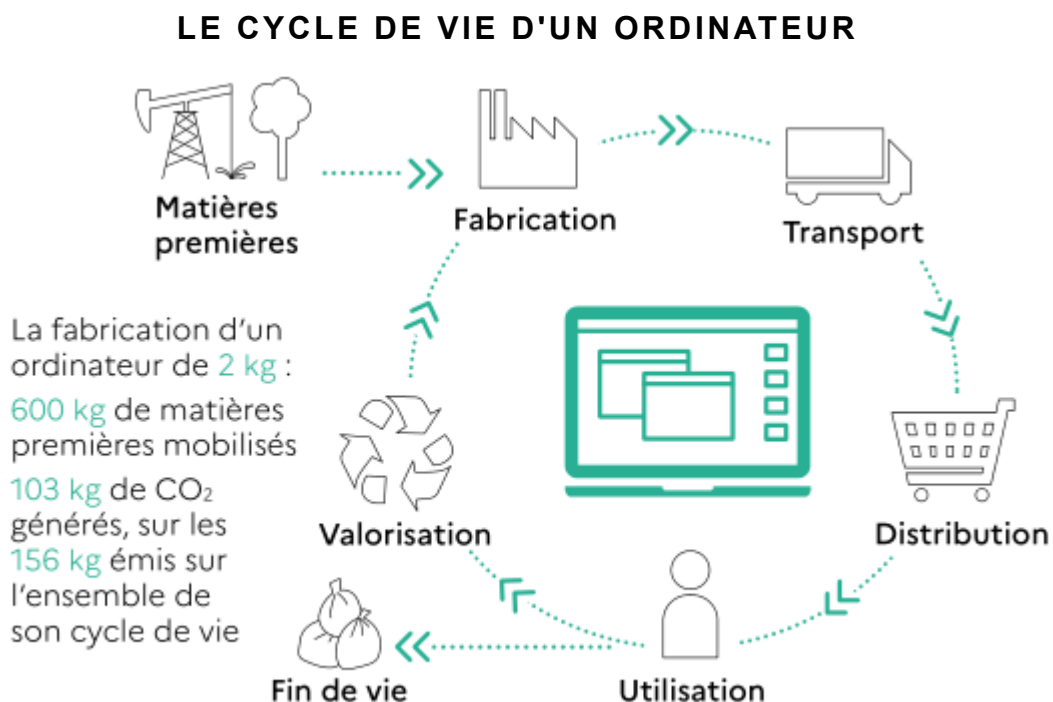 LE CYCLE DE VIE D'UN ORDINATEUR
Matières
premières
Fabrication
Transport
La fabrication d’un
ordinateur de 2 kg :
600 kg de matières
premières mobilisés
103 kg de CO₂
générés, sur les
156 kg émis sur
l’ensemble de
son cycle de vie
Valorisation
Distribution
Fin de vie
Utilisation